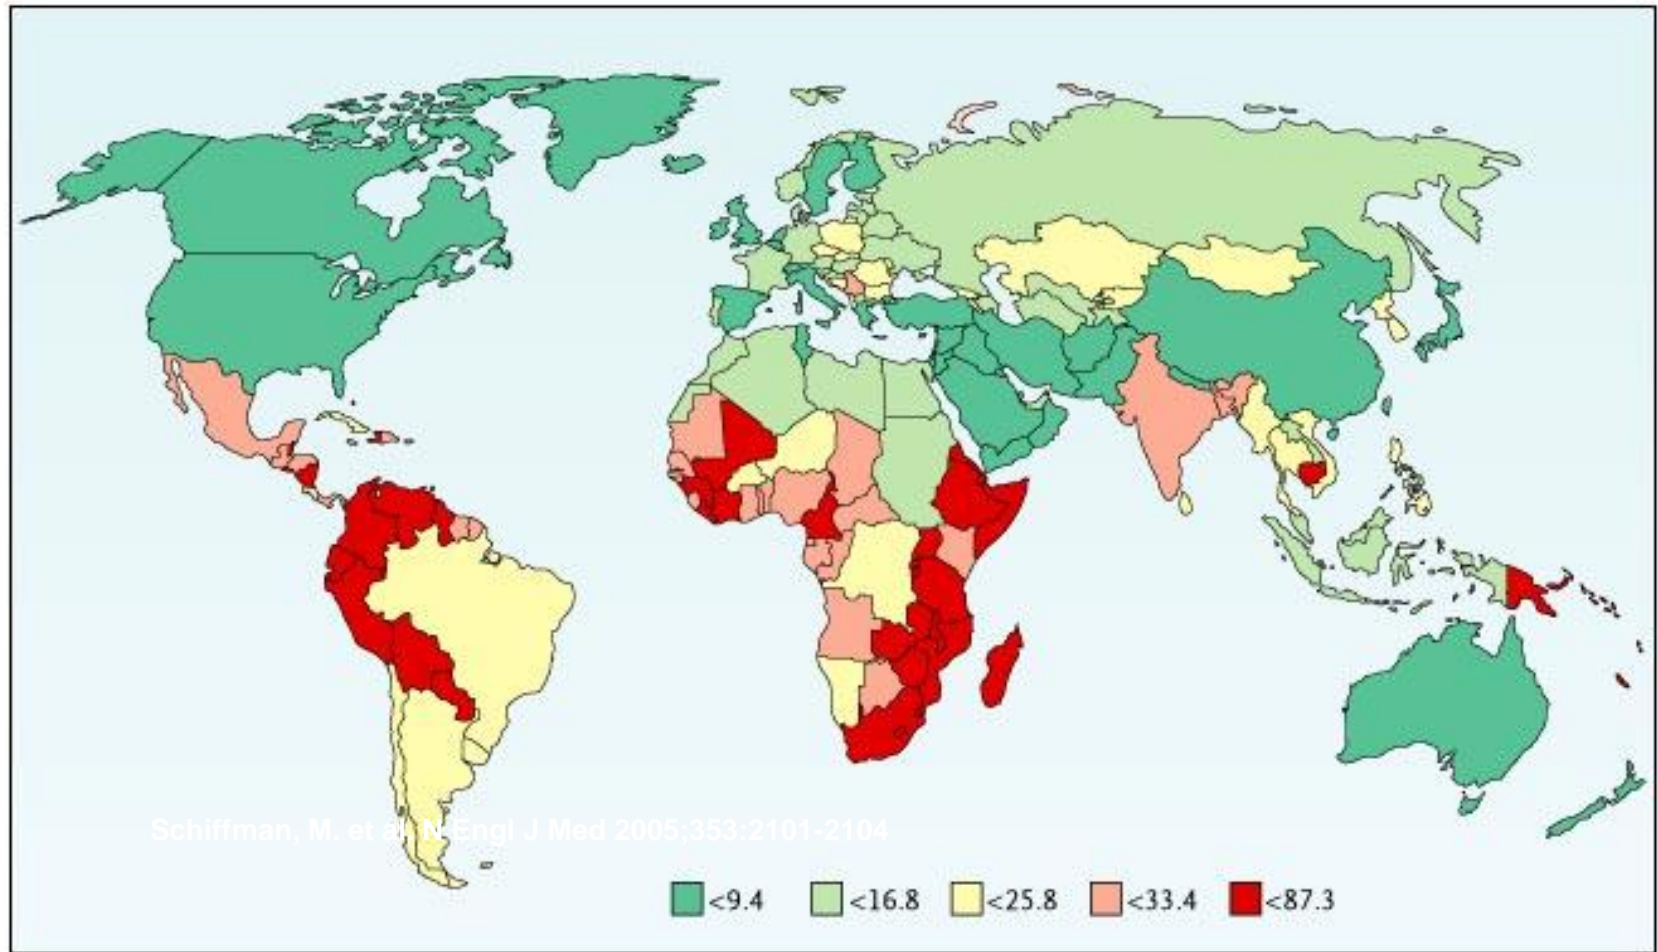 Schiffman, M. et al. N Engl J Med 2005;353:2101-2104
<9.4 <16.8 <25.8 <33.4 <87.3